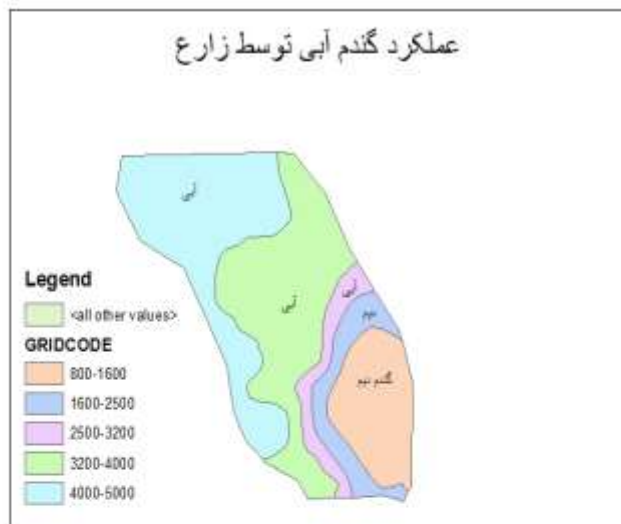 عملکرد گندم آبی توسط زارع
آبی
آبی
آبی
دیم
گندم دیم
Legend
<all other values>
GRIDCODE
800-1600
1600-2500
2500-3200
3200-4000
4000-5000